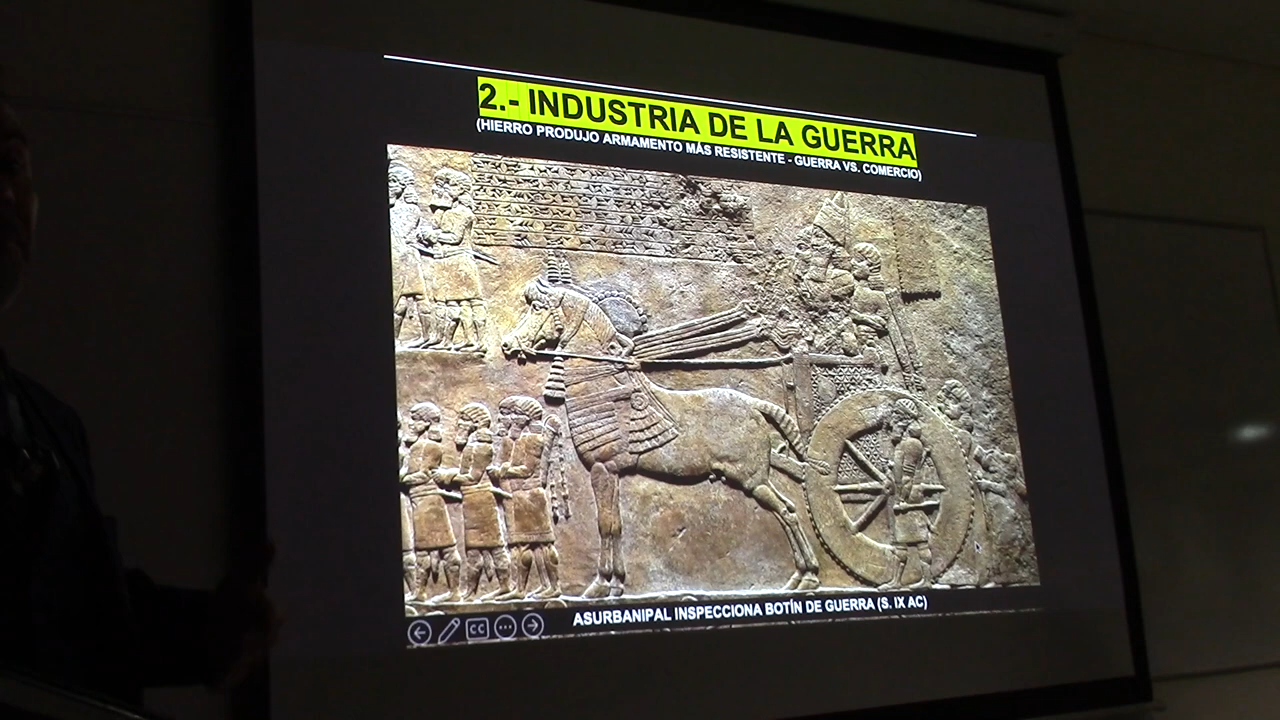 2.- INDUSTRIA DE LA GUERRA
(HIERRO PRODUJO ARMAMENTO MÁS RESISTENTE - GUERRA VS. COMERCIO)
ASURBANIPAL INSPECCIONA BOTÍN DE GUERRA (S. IX AC)
CC